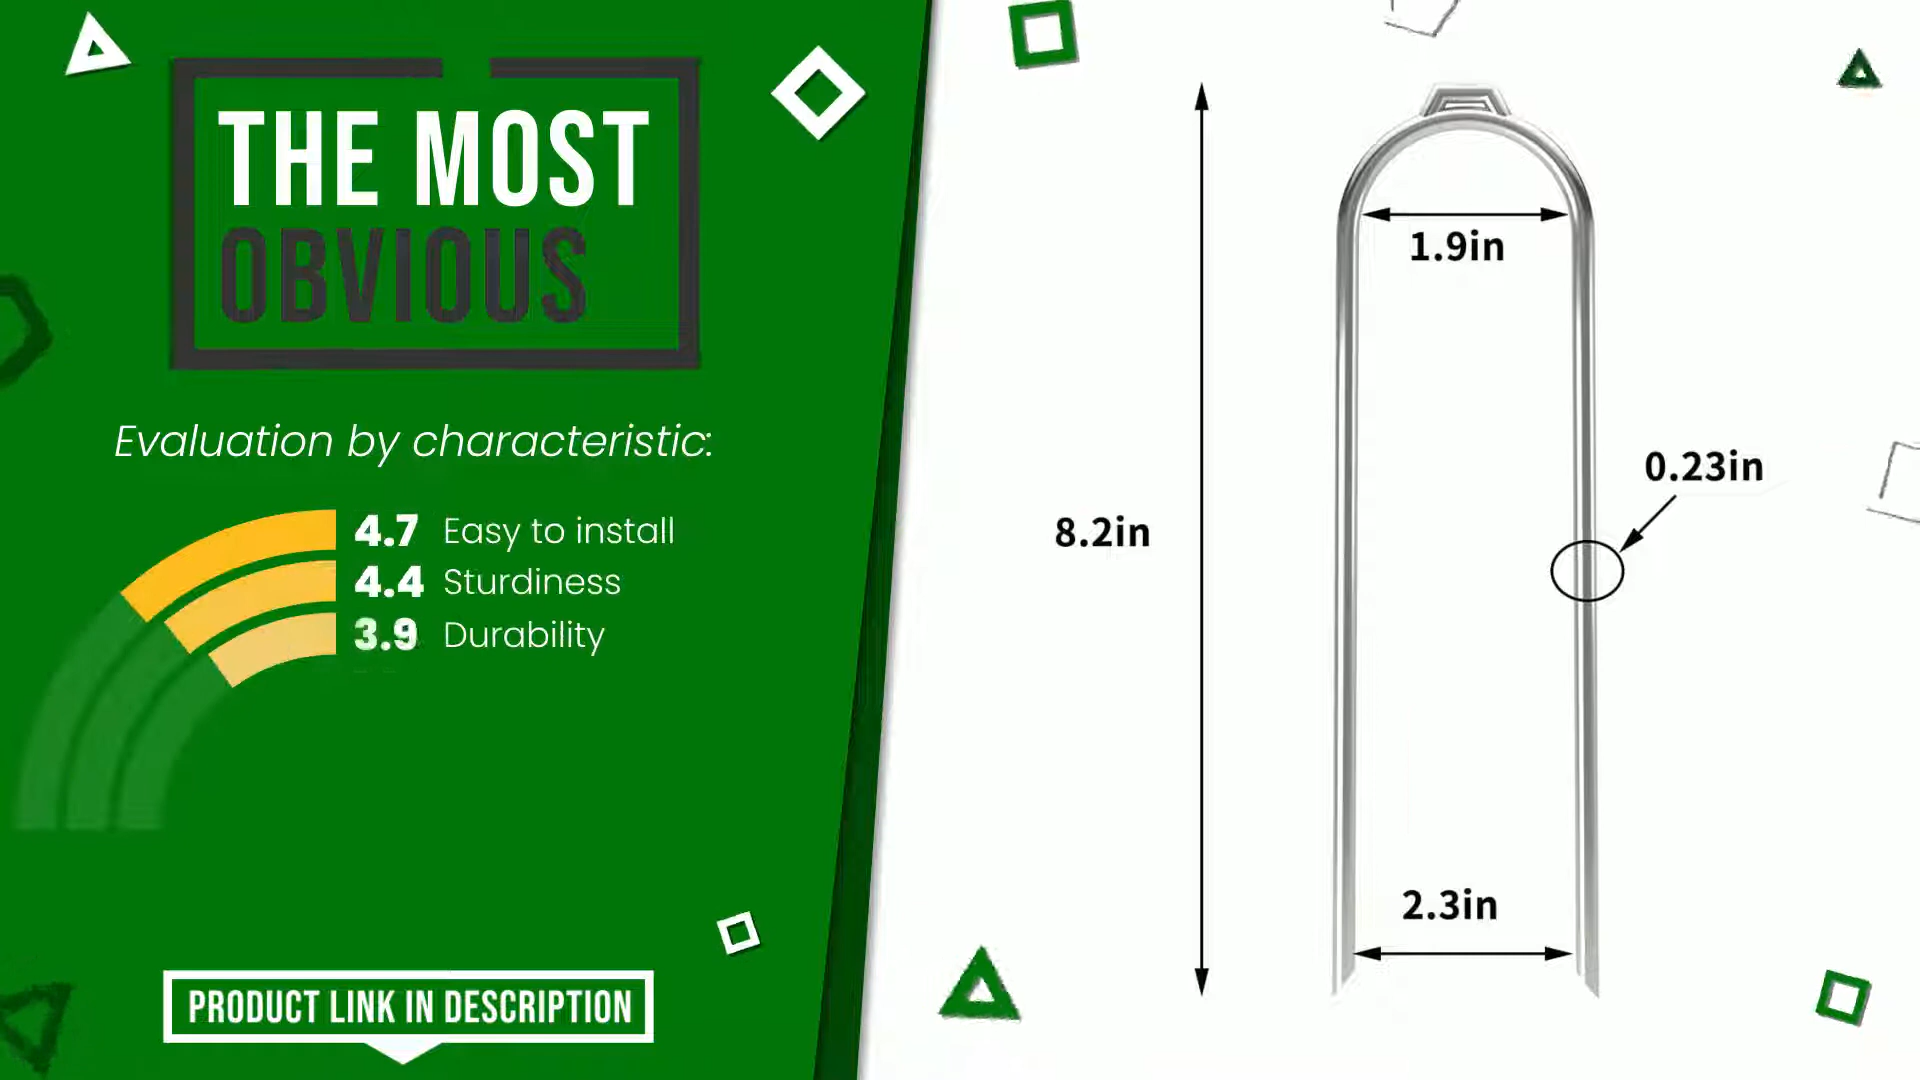 THE MOST
OBVIOUS
Evaluation by characteristic:
4.7 Easy to install
4.4 Sturdiness
3.9 Durability
PRODUCT LINK IN DESCRIPTION
1.9in
0.23in
8.2in
2.3in